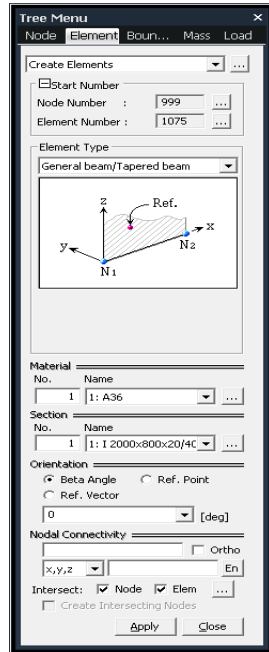 Tree Menu ×
Node Element Boun... Mass Load
Create Elements ...
Start Number
Node Number : 999 ...
Element Number : 1075 ...
Element Type
General beam/Tapered beam
z
Ref.
x
y
N1
N2
Material
No. Name
1 1: A36 ...
Section
No. Name
1 1: I 2000x800x20/4C ...
Orientation
Beta Angle Ref. Point
Ref. Vector
0 [deg]
Nodal Connectivity
Ortho
x,y,z En
Intersect: Node Elem ...
Create Intersecting Nodes
Apply Close